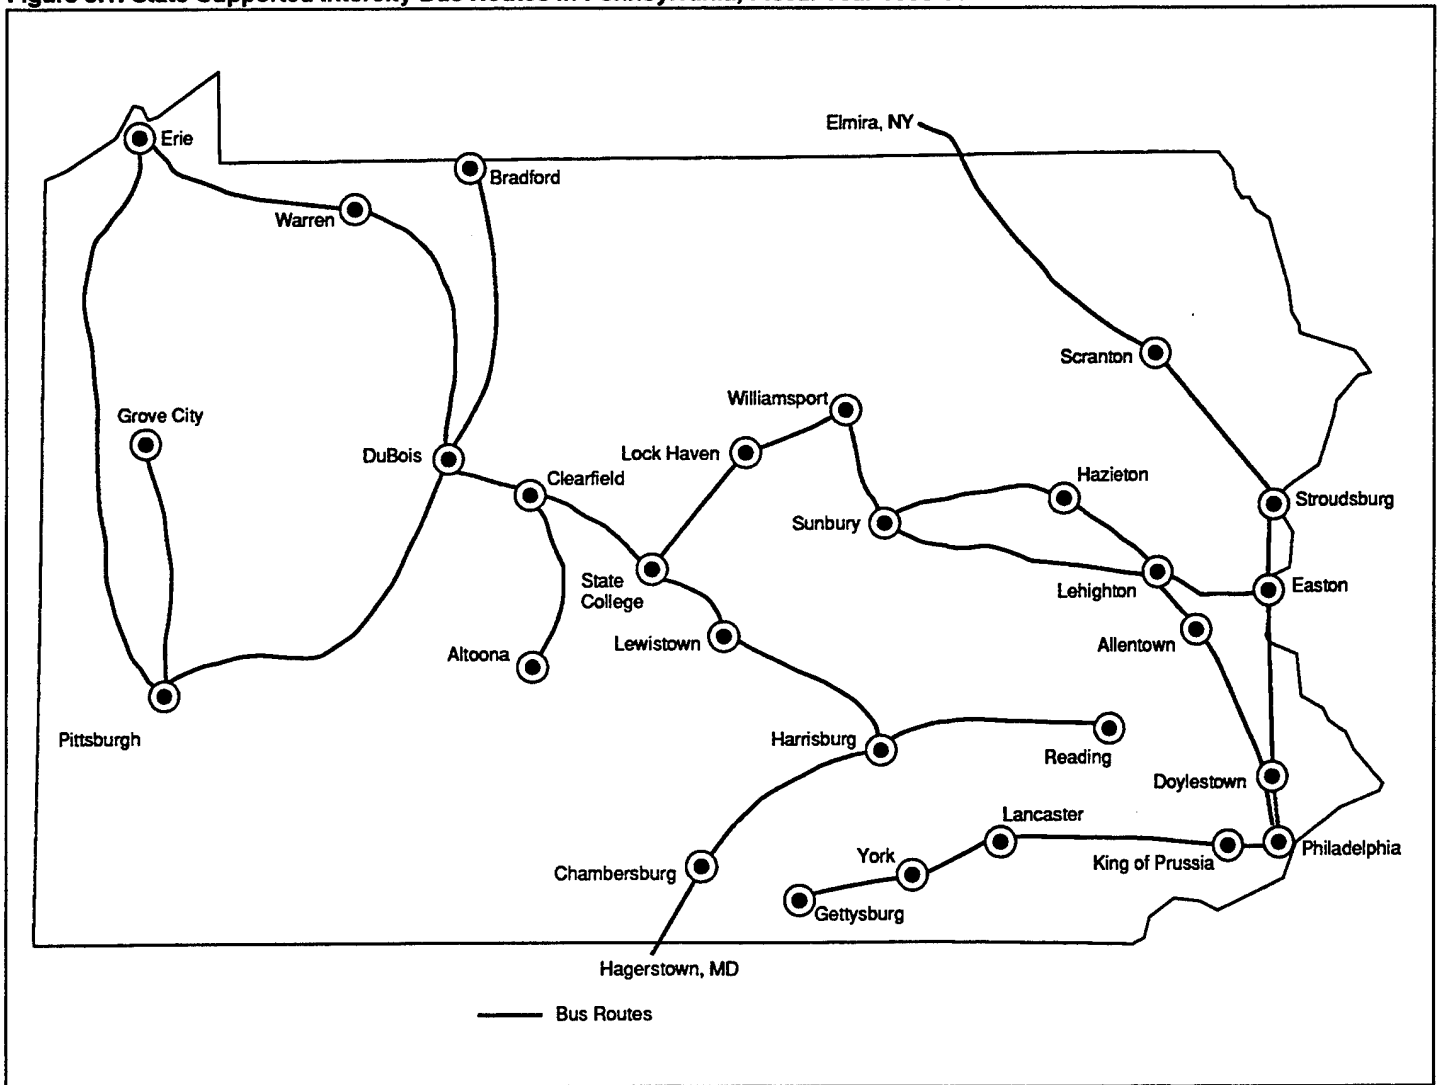 Elmira, NY
Erie
Bradford
Warren
Scranton
Williamsport
Grove City
Lock Haven
DuBois
Clearfield
Hazieton
Stroudsburg
Sunbury
State
College
Lehighton
Easton
Lewistown
Allentown
Altoona
Pittsburgh
Harrisburg
Reading
Doylestown
Lancaster
York
King of Prussia
Philadelphia
Chambersburg
Gettysburg
Hagerstown, MD
Bus Routes